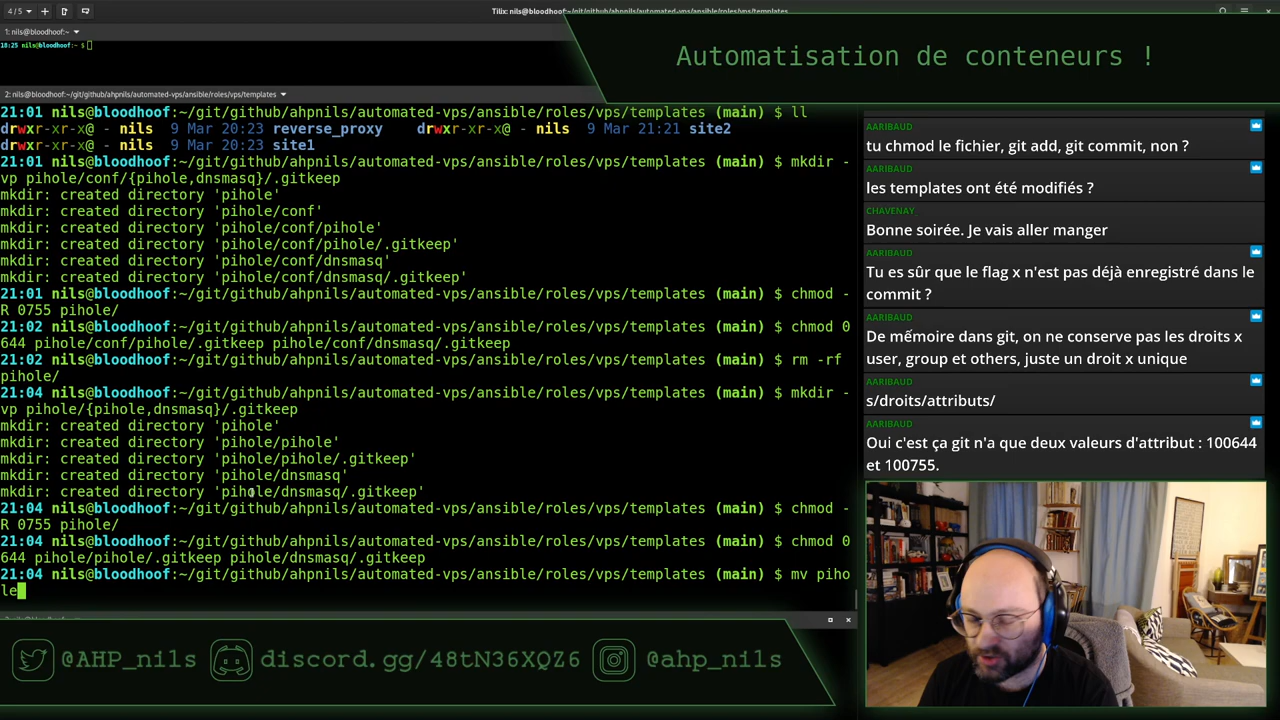 4 / 5
Tilix: nils@bloodhoof:~/git/github/ahpnils/automated-vps/ansible/roles/vps/templates
1: nils@bloodhoof:~
18:25 nils@bloodhoof:~ $
Automatisation de conteneurs !
2: nils@bloodhoof:~/git/github/ahpnils/automated-vps/ansible/roles/vps/templates
21:01 nils@bloodhoof:~/git/github/ahpnils/automated-vps/ansible/roles/vps/templates (main) $ ll
drwxr-xr-x@ - nils  9 Mar 20:23 reverse_proxy    drwxr-xr-x@ - nils  9 Mar 21:21 site2
drwxr-xr-x@ - nils  9 Mar 20:23 site1
21:01 nils@bloodhoof:~/git/github/ahpnils/automated-vps/ansible/roles/vps/templates (main) $ mkdir -
vp pihole/conf/{pihole,dnsmasq}/.gitkeep
mkdir: created directory 'pihole'
mkdir: created directory 'pihole/conf'
mkdir: created directory 'pihole/conf/pihole'
mkdir: created directory 'pihole/conf/pihole/.gitkeep'
mkdir: created directory 'pihole/conf/dnsmasq'
mkdir: created directory 'pihole/conf/dnsmasq/.gitkeep'
21:01 nils@bloodhoof:~/git/github/ahpnils/automated-vps/ansible/roles/vps/templates (main) $ chmod -
R 0755 pihole/
21:02 nils@bloodhoof:~/git/github/ahpnils/automated-vps/ansible/roles/vps/templates (main) $ chmod 0
644 pihole/conf/pihole/.gitkeep pihole/conf/dnsmasq/.gitkeep
21:02 nils@bloodhoof:~/git/github/ahpnils/automated-vps/ansible/roles/vps/templates (main) $ rm -rf
pihole/
21:04 nils@bloodhoof:~/git/github/ahpnils/automated-vps/ansible/roles/vps/templates (main) $ mkdir -
vp pihole/{pihole,dnsmasq}/.gitkeep
mkdir: created directory 'pihole'
mkdir: created directory 'pihole/pihole'
mkdir: created directory 'pihole/pihole/.gitkeep'
mkdir: created directory 'pihole/dnsmasq'
mkdir: created directory 'pihole/dnsmasq/.gitkeep'
21:04 nils@bloodhoof:~/git/github/ahpnils/automated-vps/ansible/roles/vps/templates (main) $ chmod -
R 0755 pihole/
21:04 nils@bloodhoof:~/git/github/ahpnils/automated-vps/ansible/roles/vps/templates (main) $ chmod 0
644 pihole/pihole/.gitkeep pihole/dnsmasq/.gitkeep
21:04 nils@bloodhoof:~/git/github/ahpnils/automated-vps/ansible/roles/vps/templates (main) $ mv piho
le
AARIBAUD
tu chmod le fichier, git add, git commit, non ?
AARIBAUD
les templates ont été modifiés ?
CHAVENAY_
Bonne soirée. Je vais aller manger
AARIBAUD
Tu es sûr que le flag x n'est pas déjà enregistré dans le
commit ?
AARIBAUD
De mémoire dans git, on ne conserve pas les droits x
user, group et others, juste un droit x unique
AARIBAUD
s/droits/attributs/
AARIBAUD
Oui c'est ça git n'a que deux valeurs d'attribut : 100644
et 100755.
@AHP_nils
discord.gg/48tN36XQZ6
@ahp_nils